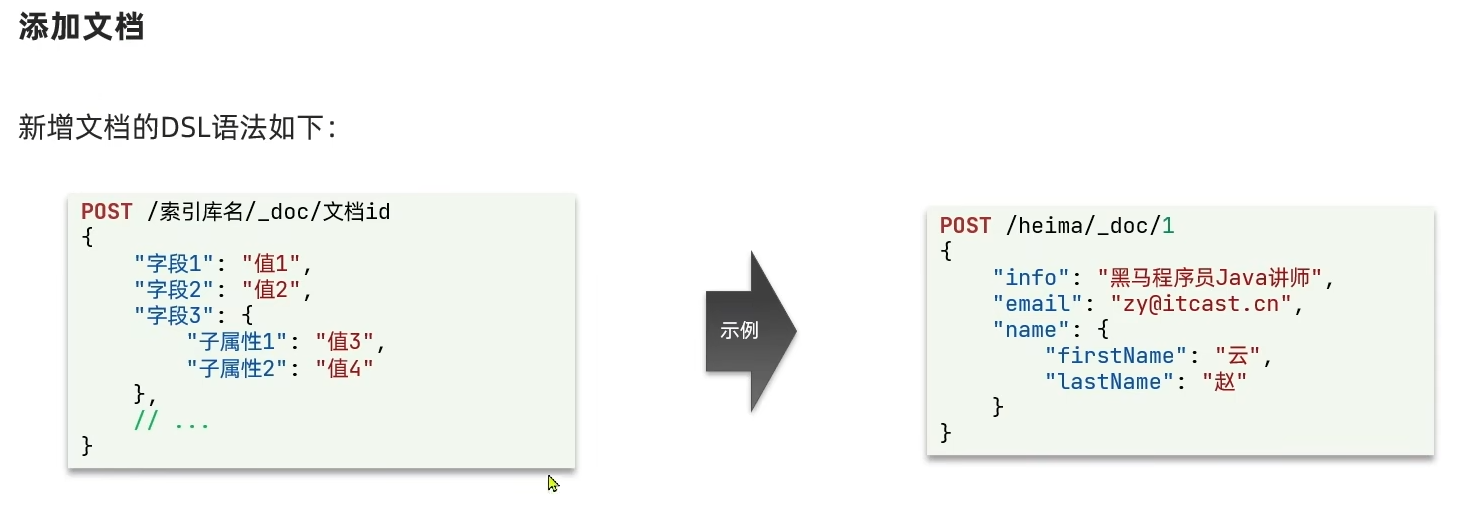 添加文档
新增文档的DSL语法如下：
POST /索引库名/_doc/文档id
{
    "字段1": "值1",
    "字段2": "值2",
    "字段3": {
        "子属性1": "值3",
        "子属性2": "值4"
    },
    // ...
}
示例
POST /heima/_doc/1
{
    "info": "黑马程序员Java讲师",
    "email": "zy@itcast.cn",
    "name": {
        "firstName": "云",
        "lastName": "赵"
    }
}